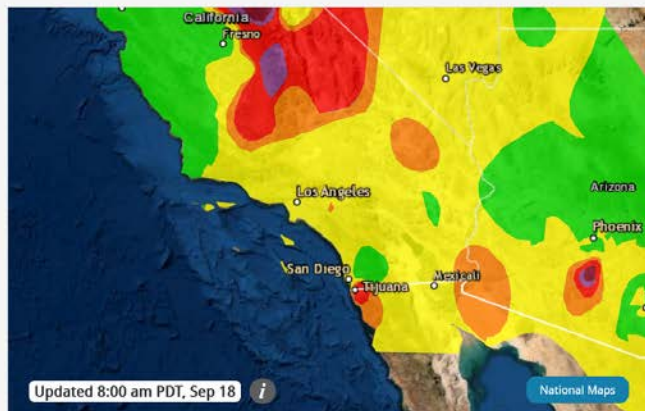 California
Fresno
Las Vegas
Los Angeles
Arizona
Phoenix
San Diego
Tijuana
Mexicali
Updated 8:00 am PDT, Sep 18
i
National Maps